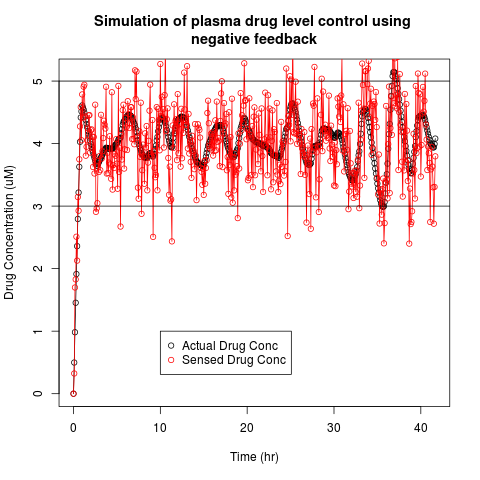 Simulation of plasma drug level control using
negative feedback
Drug Concentration (uM)
5
4
3
2
1
0
Actual Drug Conc
Sensed Drug Conc
0 10 20 30 40
Time (hr)